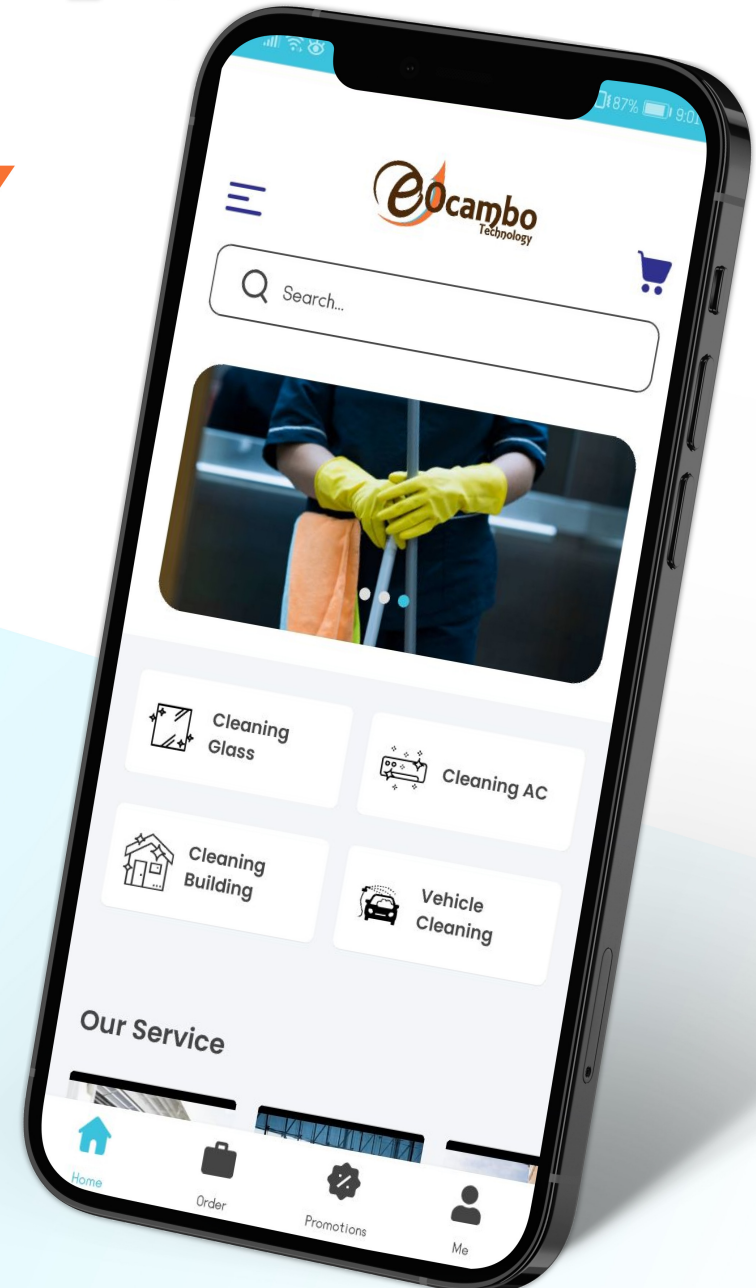 87% 9:01
eOcambo
Technology
Search...
Cleaning
Glass
Cleaning AC
Cleaning
Building
Vehicle
Cleaning
Our Service
Home
Order
Promotions
Me